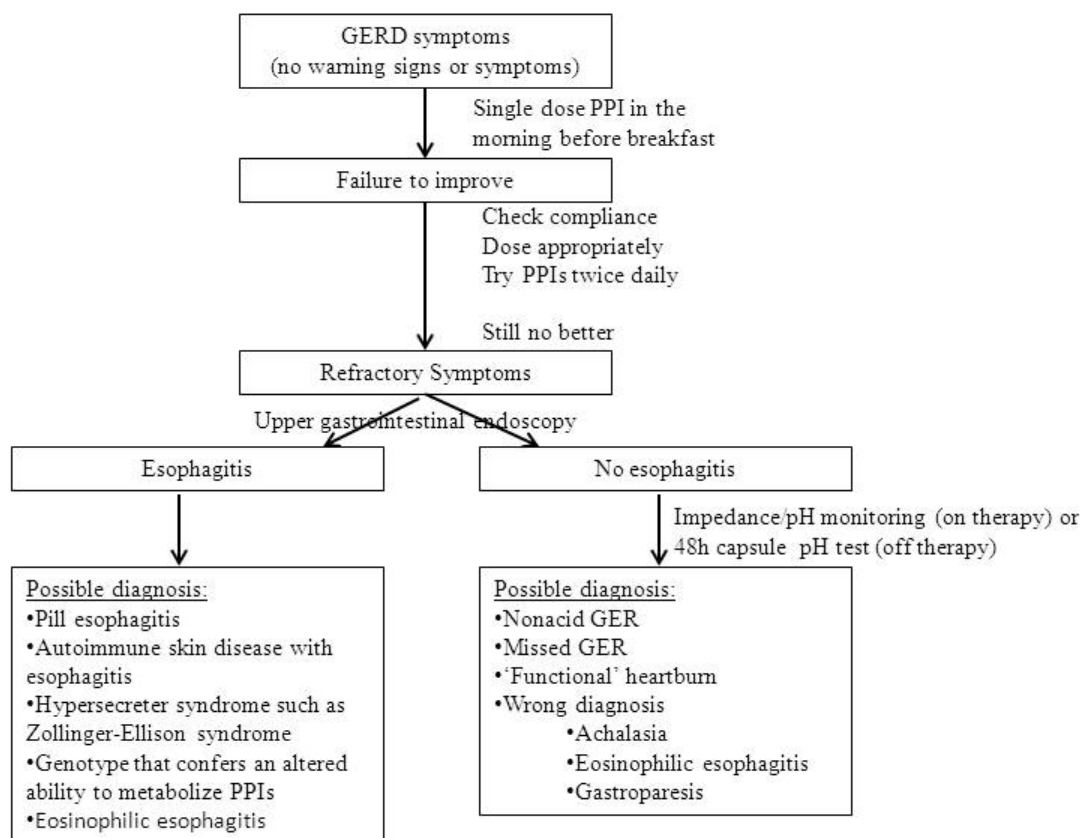 GERD symptoms
(no warning signs or symptoms)
Single dose PPI in the
morning before breakfast
Failure to improve
Check compliance
Dose appropriately
Try PPIs twice daily
Still no better
Refractory Symptoms
Upper gastrointestinal endoscopy
Esophagitis
No esophagitis
Impedance/pH monitoring (on therapy) or
48h capsule pH test (off therapy)
Possible diagnosis:
•Pill esophagitis
•Autoimmune skin disease with
esophagitis
•Hypersecreter syndrome such as
Zollinger-Ellison syndrome
•Genotype that confers an altered
ability to metabolize PPIs
•Eosinophilic esophagitis
Possible diagnosis:
•Nonacid GER
•Missed GER
•‘Functional’ heartburn
•Wrong diagnosis
•Achalasia
•Eosinophilic esophagitis
•Gastroparesis